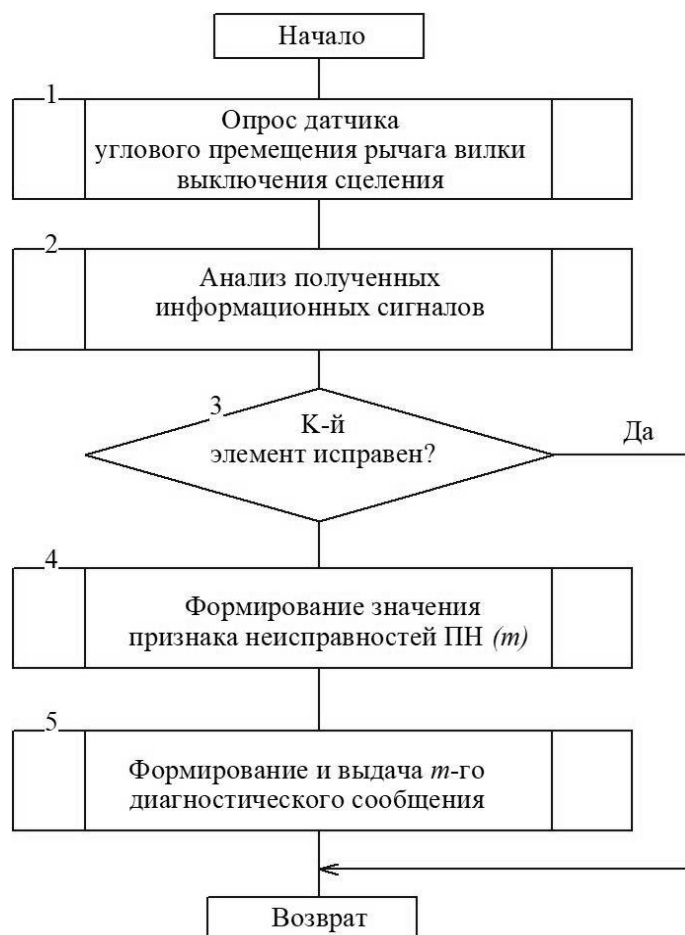 Начало
1
Опрос датчика
углового премещения рычага вилки
выключения сцеления
2
Анализ полученных
информационных сигналов
3
К-й
элемент исправен?
Да
4
Формирование значения
признака неисправностей ПН (m)
5
Формирование и выдача m-го
диагностического сообщения
Возврат